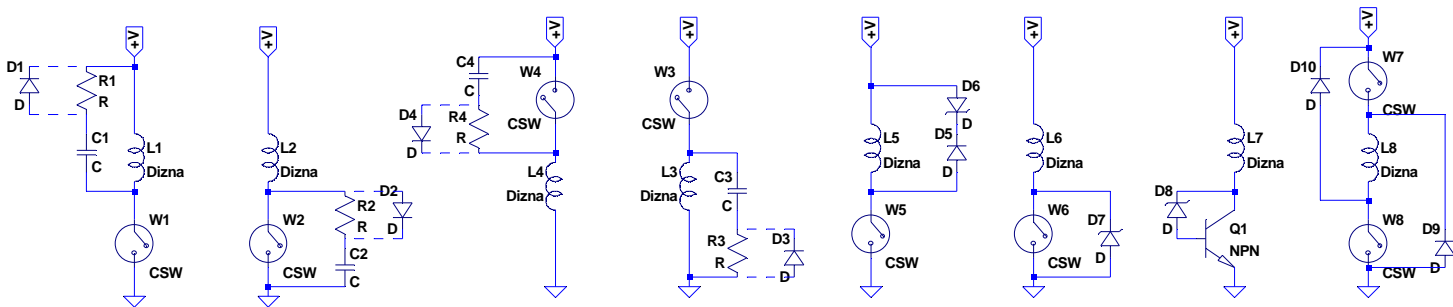 +V
D1
D
R1
R
C1
C
L1
Dizna
W1
CSW
+V
L2
Dizna
D2
D
R2
R
W2
CSW
C2
C
+V
C4
C
W4
CSW
D4
D
R4
R
L4
Dizna
+V
W3
CSW
L3
Dizna
C3
C
R3
R
D3
D
+V
D6
D
D5
D
L5
Dizna
W5
CSW
+V
L6
Dizna
W6
CSW
D7
D
+V
L7
Dizna
D8
D
Q1
NPN
+V
D10
D
W7
CSW
L8
Dizna
W8
CSW
D9
D